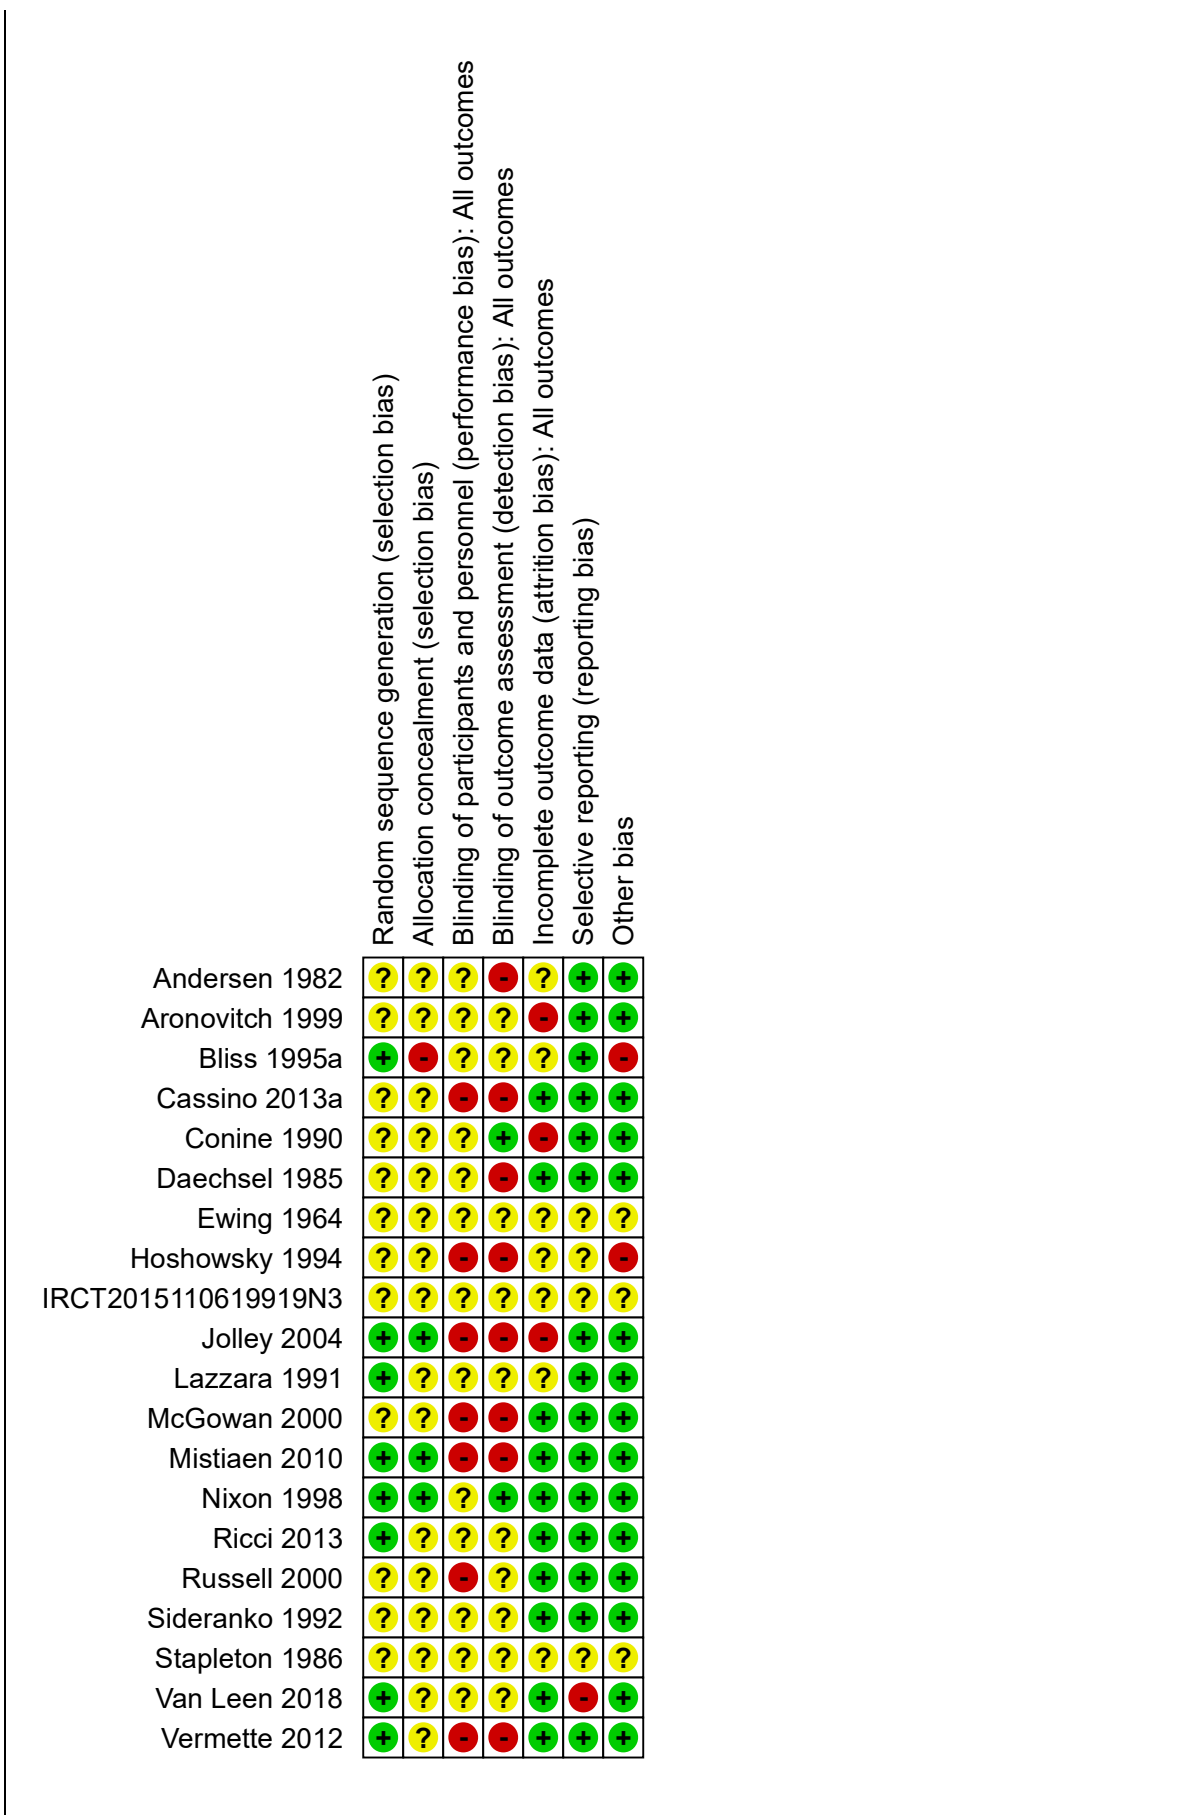 Random sequence generation (selection bias)
Allocation concealment (selection bias)
Blinding of participants and personnel (performance bias): All outcomes
Blinding of outcome assessment (detection bias): All outcomes
Incomplete outcome data (attrition bias): All outcomes
Selective reporting (reporting bias)
Other bias
Andersen 1982 ? ? ? - ? + +
Aronovitch 1999 ? ? ? ? - + +
Bliss 1995a + - ? ? ? + -
Cassino 2013a ? ? - - + + +
Conine 1990 ? ? ? + - + +
Daechsel 1985 ? ? ? - + + +
Ewing 1964 ? ? ? ? ? ? ?
Hoshowsky 1994 ? ? - - ? ? -
IRCT2015110619919N3 ? ? ? ? ? ? ?
Jolley 2004 + + - - - + +
Lazzara 1991 + ? ? ? ? + +
McGowan 2000 ? ? - - + + +
Mistiaen 2010 + + - - + + +
Nixon 1998 + + ? + + + +
Ricci 2013 + ? ? ? + + +
Russell 2000 ? ? - ? + + +
Sideranko 1992 ? ? ? ? + + +
Stapleton 1986 ? ? ? ? ? ? ?
Van Leen 2018 + ? ? ? + - +
Vermette 2012 + ? - - + + +